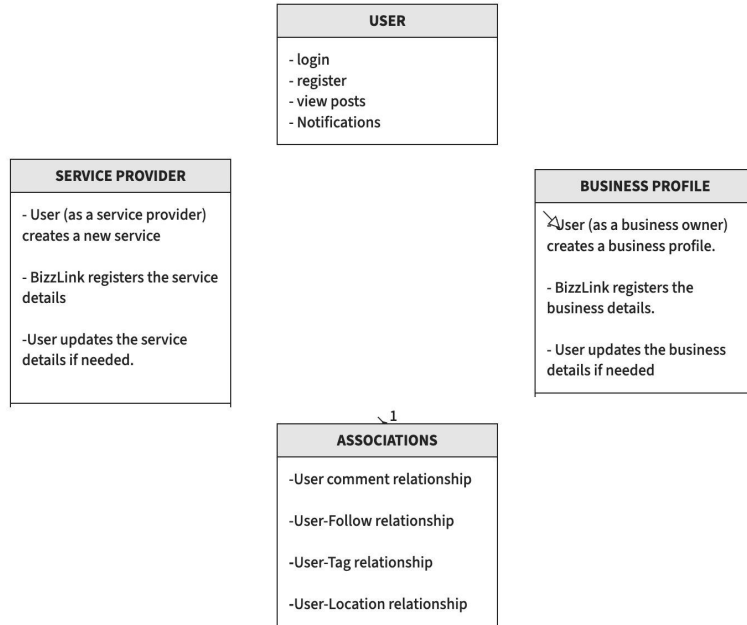 USER
- login
- register
- view posts
- Notifications
SERVICE PROVIDER
- User (as a service provider)
creates a new service
- BizzLink registers the service
details
-User updates the service
details if needed.
BUSINESS PROFILE
- User (as a business owner)
creates a business profile.
- BizzLink registers the
business details.
- User updates the business
details if needed
1
ASSOCIATIONS
-User comment relationship
-User-Follow relationship
-User-Tag relationship
-User-Location relationship